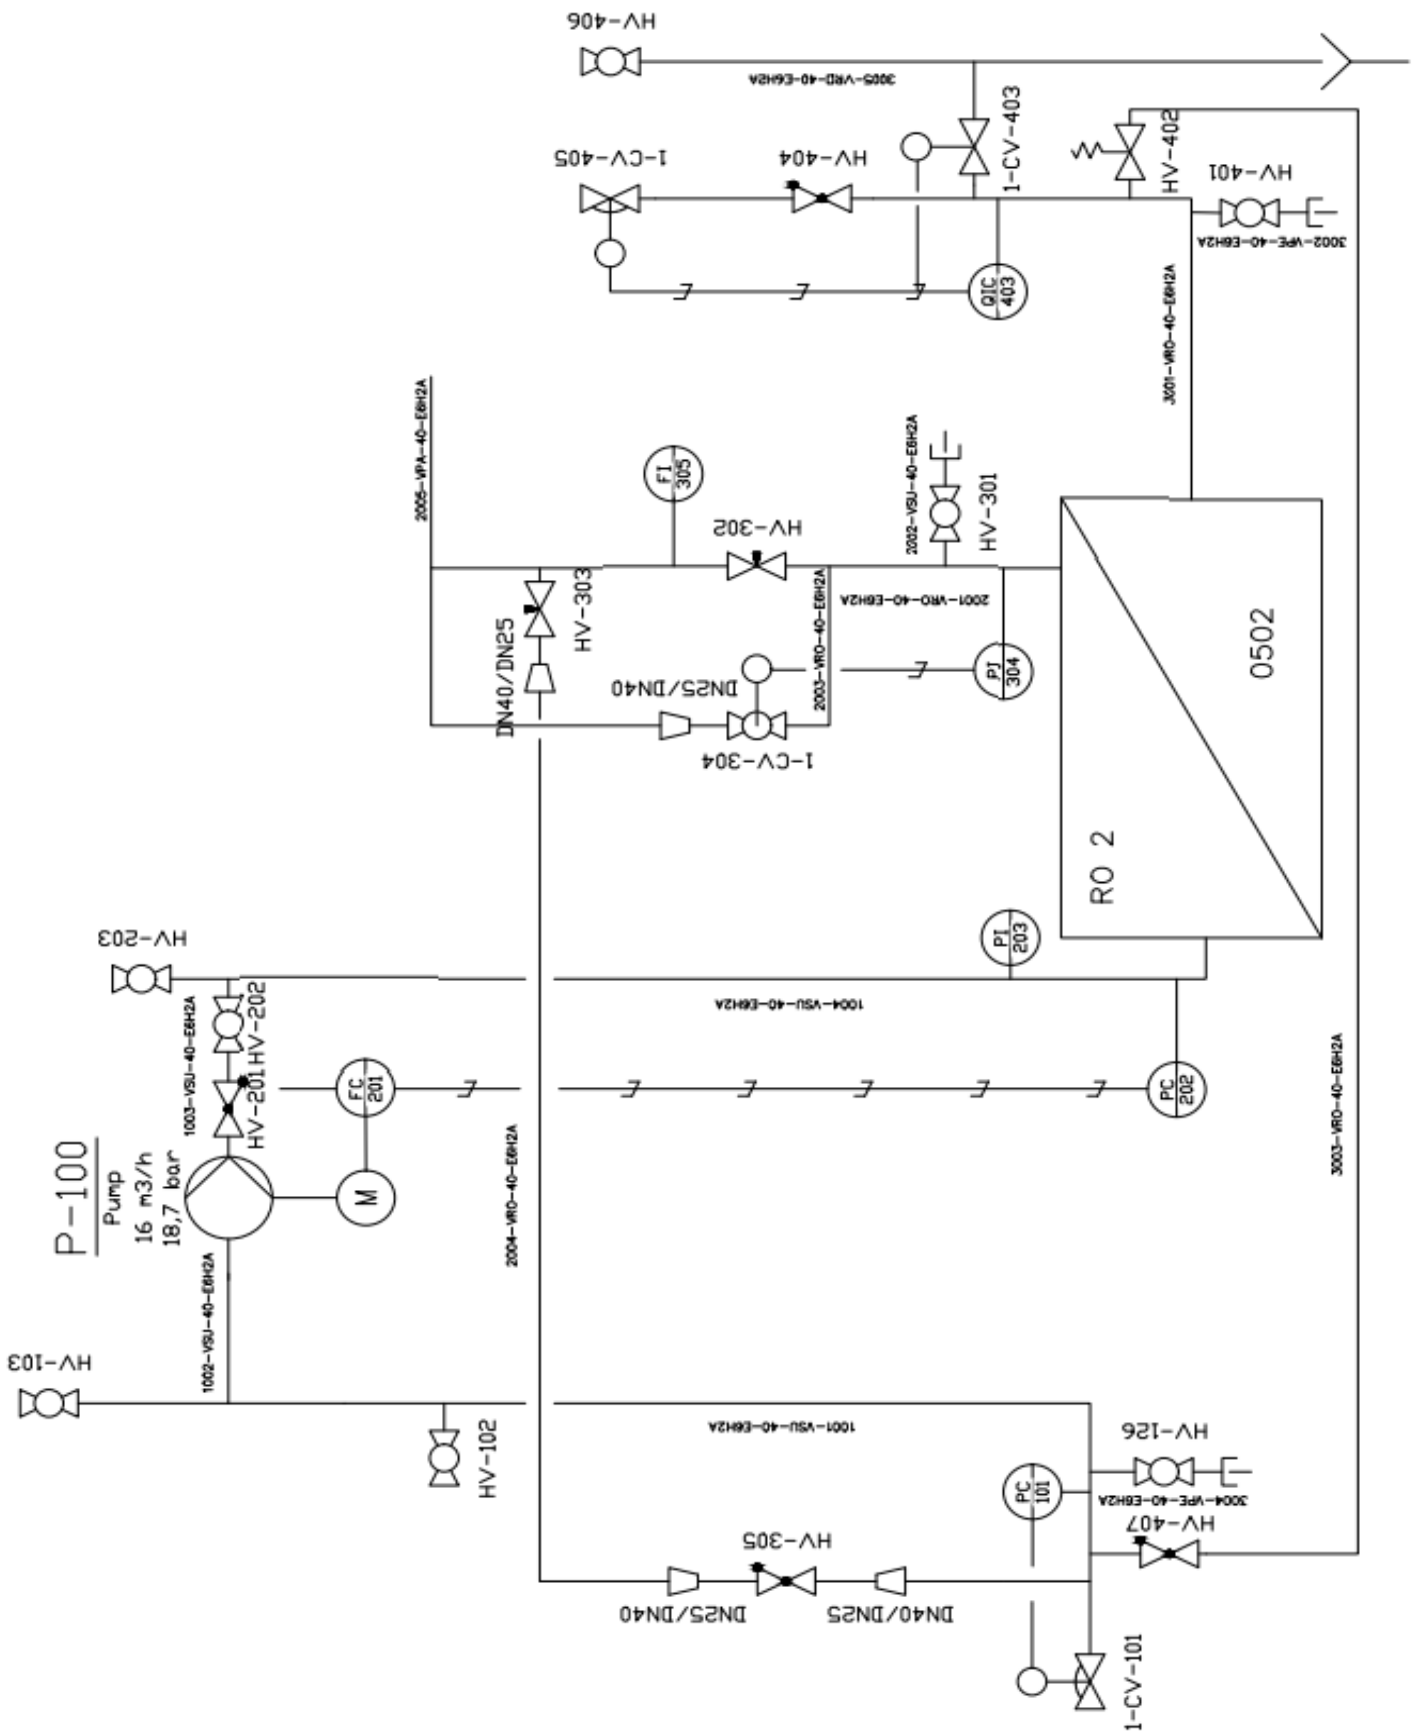 HV-406
3005-VRD-40-E6H2A
1-CV-403
1-CV-405
HV-404
HV-402
HV-401
3002-VPE-40-E6H2A
QIC
403
3001-VRO-40-E6H2A
2005-VPA-40-E6H2A
FI
305
HV-302
2002-VSU-40-E6H2A
HV-301
HV-303
DN40/DN25
2003-VRO-40-E6H2A
2001-VRO-40-E6H2A
DN25/DN40
PI
304
1-CV-304
RO 2
0502
HV-203
PI
203
1003-VSU-40-E6H2A
HV-202
HV-201
1004-VSU-40-E6H2A
FC
201
PC
202
P-100
Pump
16 m3/h
18,7 bar
M
2004-VRO-40-E6H2A
3003-VRO-40-E6H2A
1002-VSU-40-E6H2A
HV-103
HV-102
1001-VSU-40-E6H2A
HV-126
3004-VPE-40-E6H2A
PC
101
HV-407
HV-305
DN25/DN40
DN40/DN25
1-CV-101